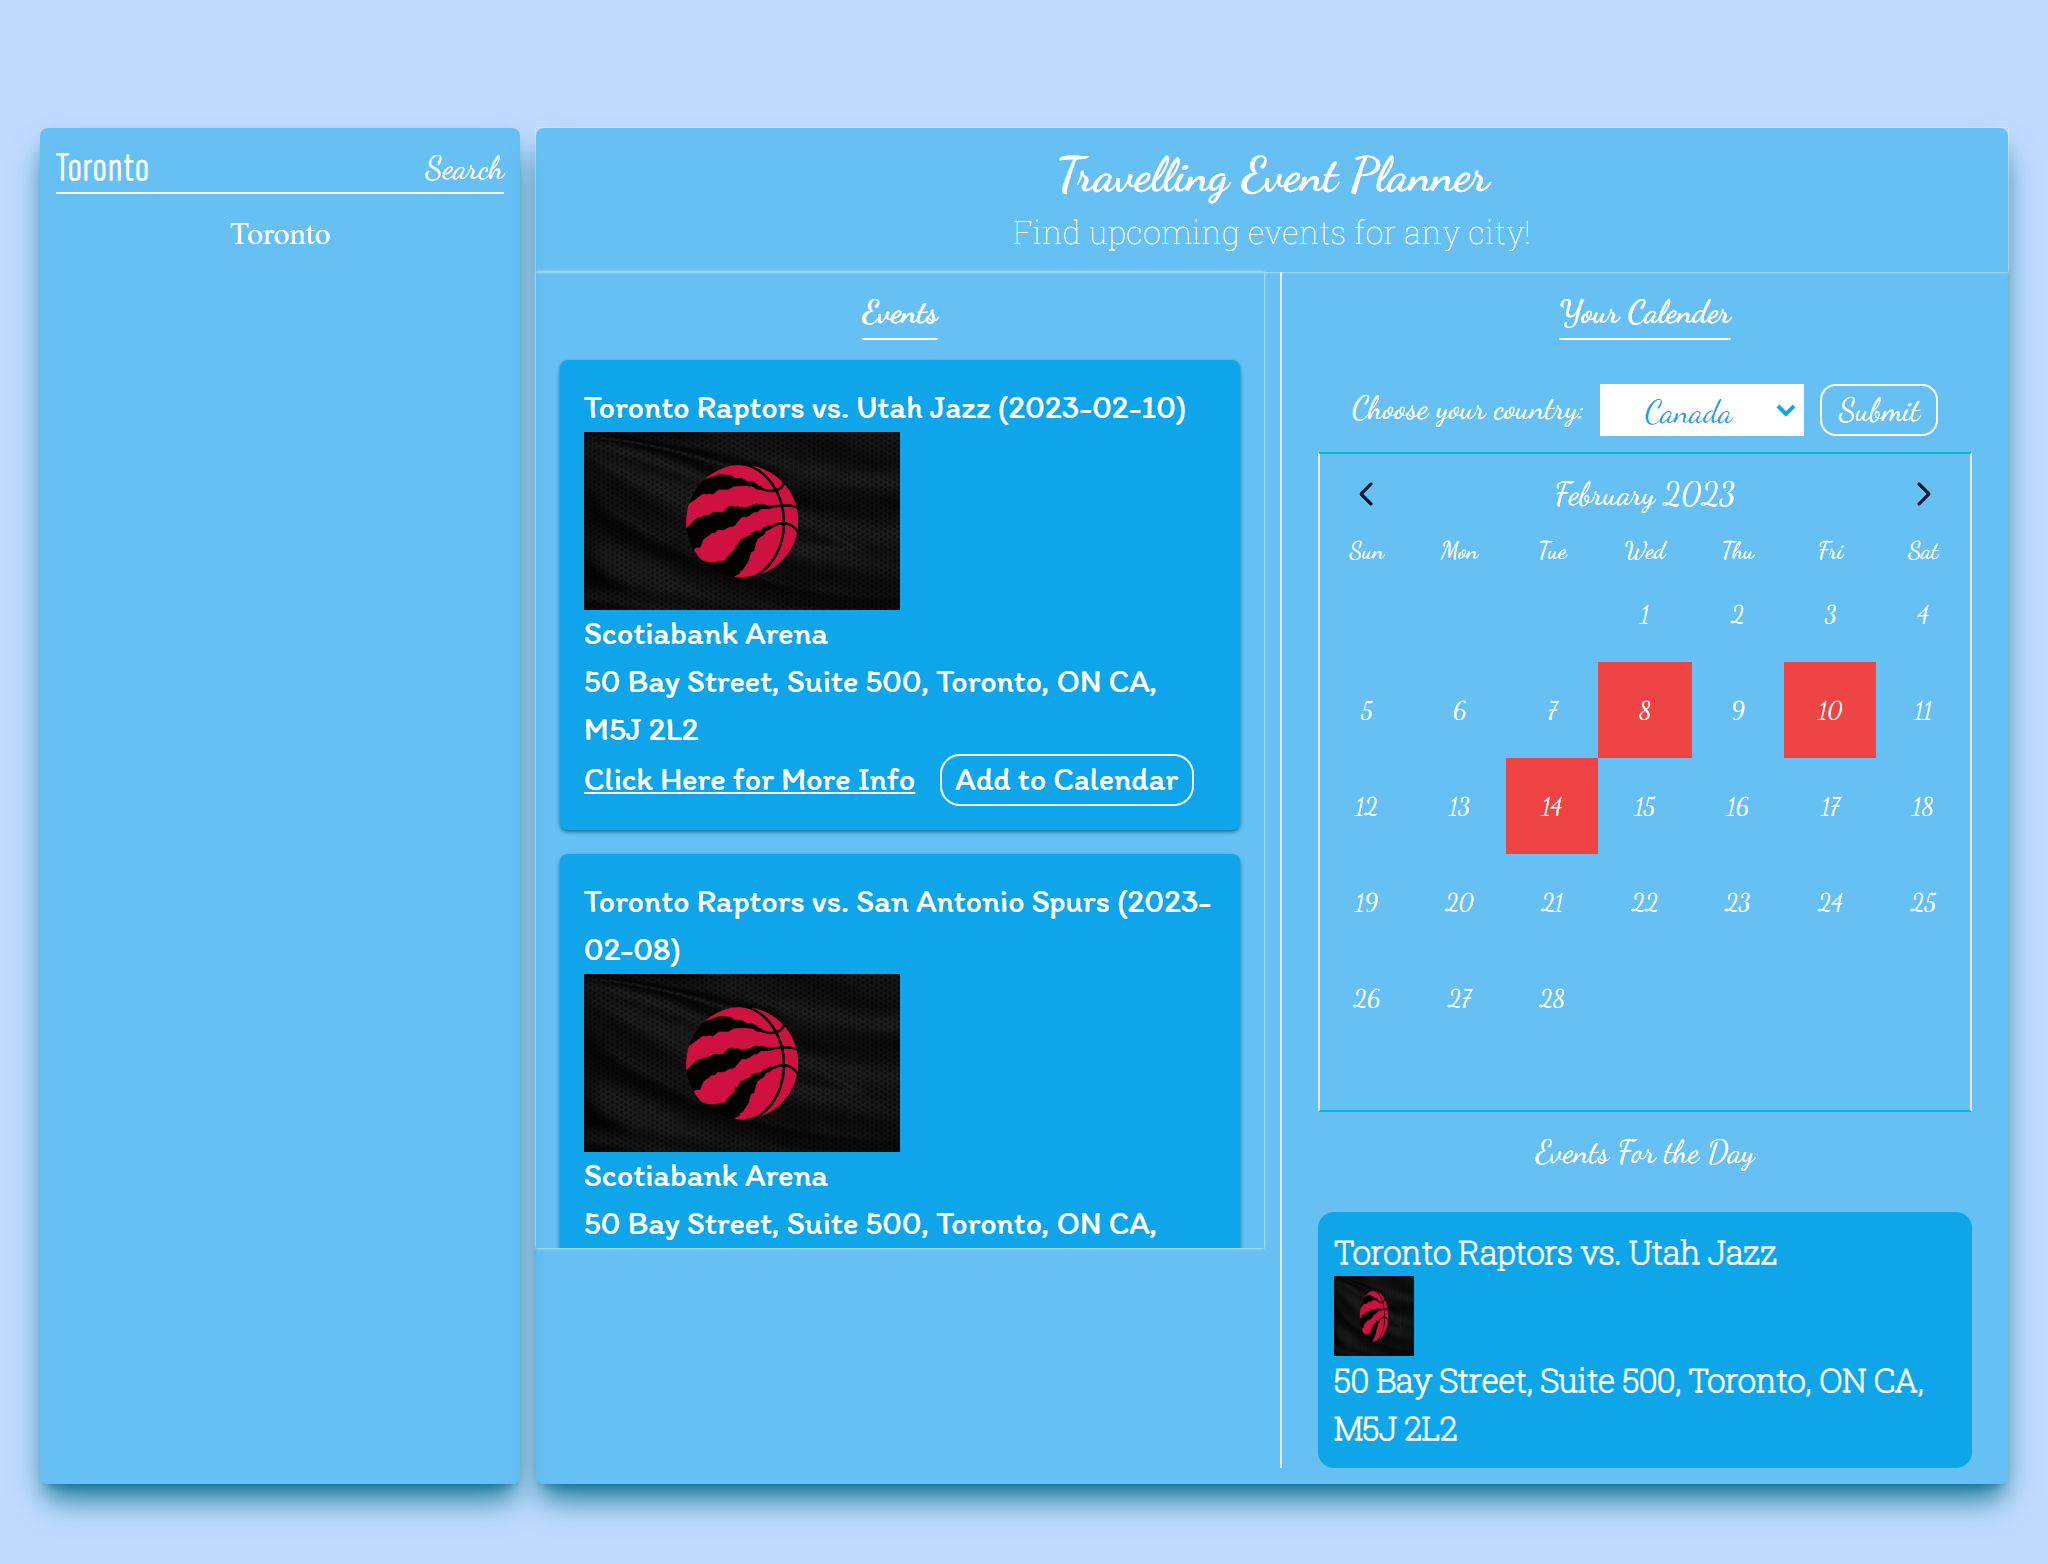 Toronto Search
Toronto
Travelling Event Planner
Find upcoming events for any city!
Events
Toronto Raptors vs. Utah Jazz (2023-02-10)
Scotiabank Arena
50 Bay Street, Suite 500, Toronto, ON CA,
M5J 2L2
Click Here for More Info Add to Calendar
Toronto Raptors vs. San Antonio Spurs (2023-
02-08)
Scotiabank Arena
50 Bay Street, Suite 500, Toronto, ON CA,
Your Calender
Choose your country: Canada Submit
February 2023
Sun Mon Tue Wed Thu Fri Sat
1 2 3 4
5 6 7 8 9 10 11
12 13 14 15 16 17 18
19 20 21 22 23 24 25
26 27 28
Events For the Day
Toronto Raptors vs. Utah Jazz
50 Bay Street, Suite 500, Toronto, ON CA,
M5J 2L2